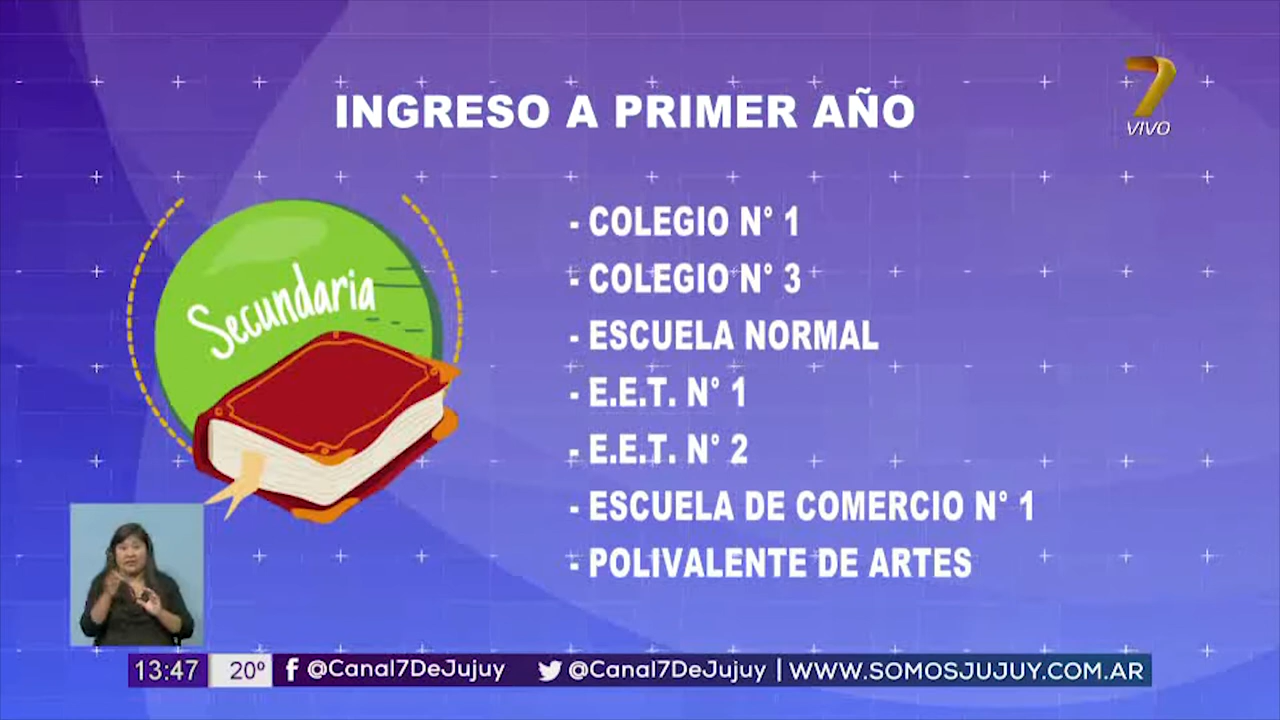 INGRESO A PRIMER AÑO
7
VIVO
Secundaria
- COLEGIO N° 1
- COLEGIO N° 3
- ESCUELA NORMAL
- E.E.T. N° 1
- E.E.T. N° 2
- ESCUELA DE COMERCIO N° 1
- POLIVALENTE DE ARTES
13:47 20º f @Canal7DeJujuy @Canal7DeJujuy | WWW.SOMOSJUJUY.COM.AR